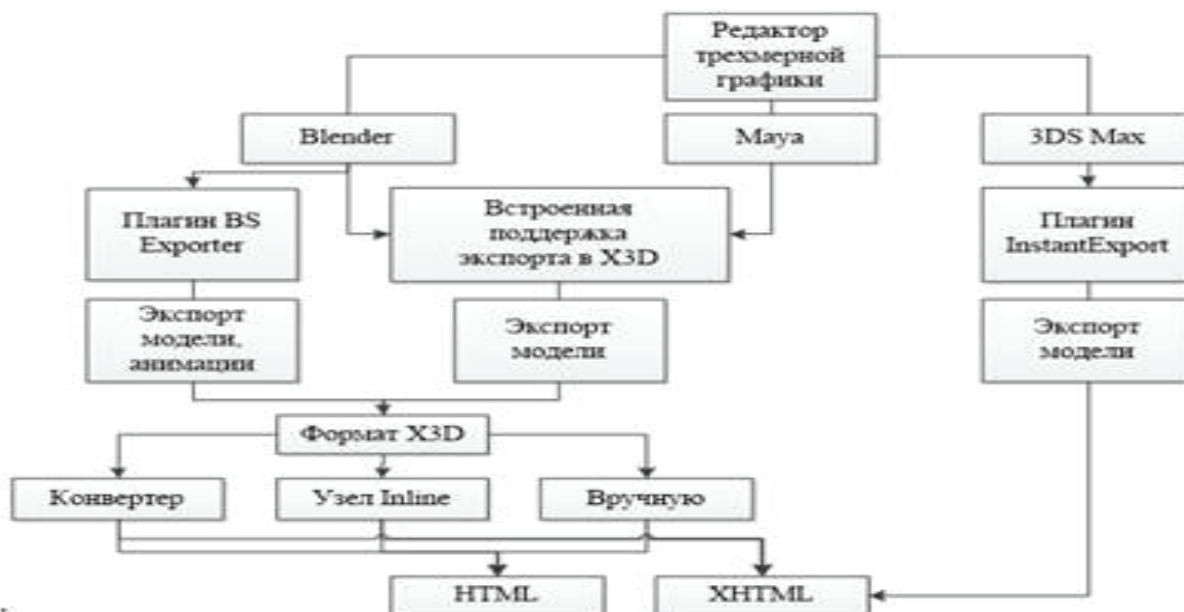 Редактор
трехмерной
графики
Blender
Maya
3DS Max
Плагин BS
Exporter
Встроенная
поддержка
экспорта в X3D
Плагин
InstantExport
Экспорт
модели,
анимации
Экспорт
модели
Экспорт
модели
Формат X3D
Конвертер
Узел Inline
Вручную
HTML
XHTML